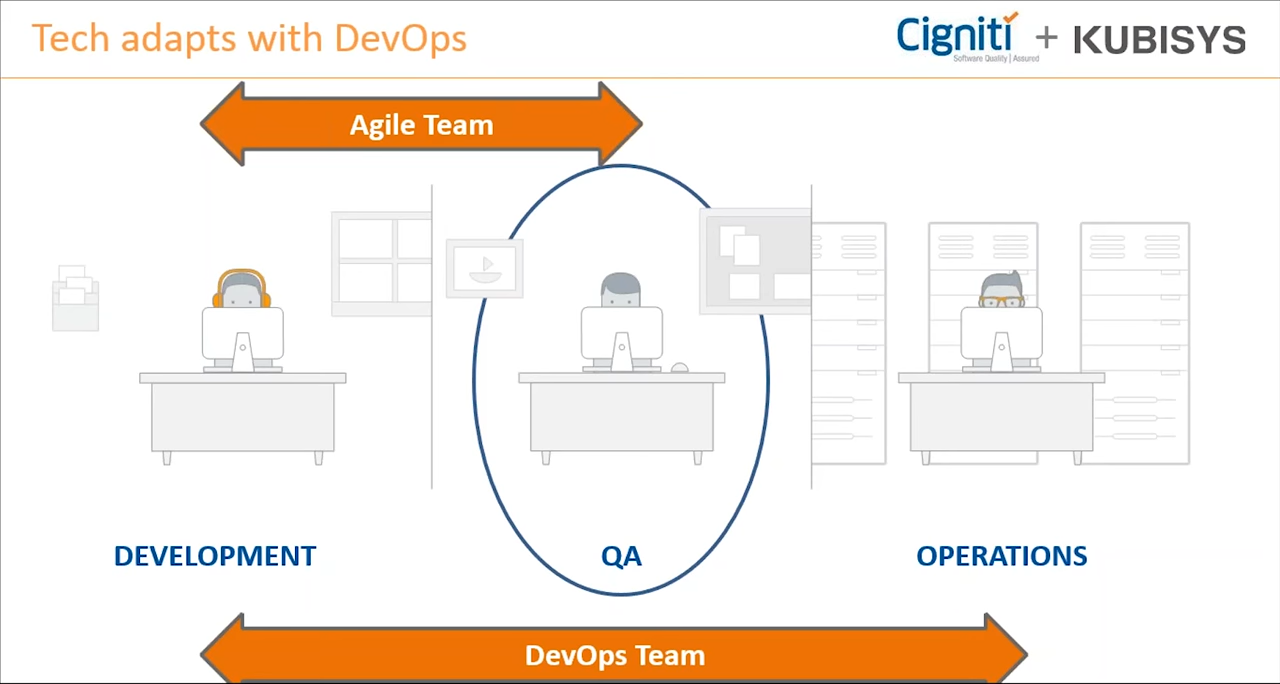 Tech adapts with DevOps
Cigniti + KUBISYS
Software Quality | Assured
Agile Team
DEVELOPMENT
QA
OPERATIONS
DevOps Team